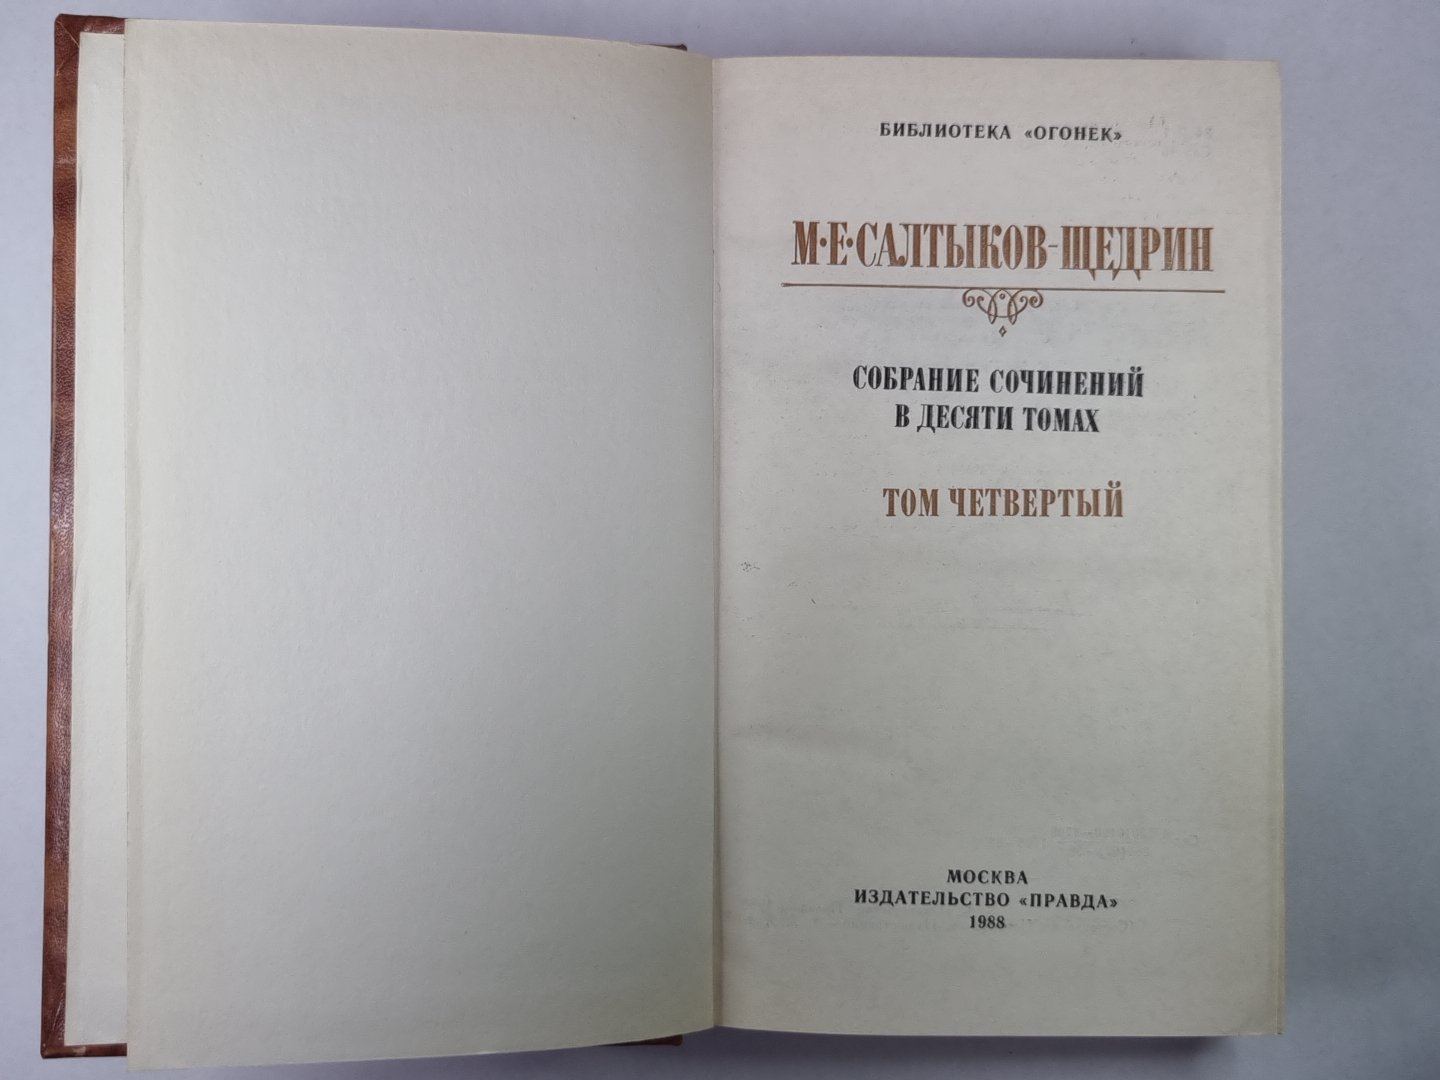 БИБЛИОТЕКА «ОГОНЕК»
М·Е·САЛТЫКОВ-ЩЕДРИН
СОБРАНИЕ СОЧИНЕНИЙ
В ДЕСЯТИ ТОМАХ
ТОМ ЧЕТВЕРТЫЙ
МОСКВА
ИЗДАТЕЛЬСТВО «ПРАВДА»
1988